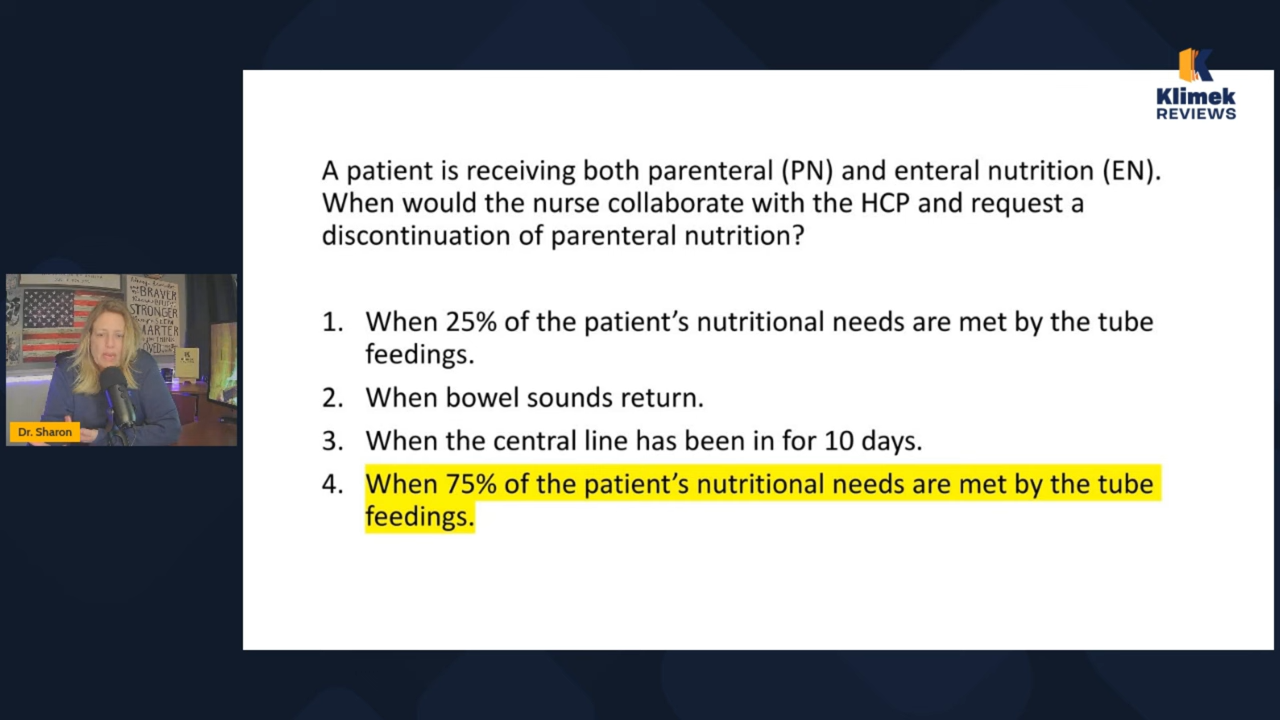 Klimek
REVIEWS
A patient is receiving both parenteral (PN) and enteral nutrition (EN).
When would the nurse collaborate with the HCP and request a
discontinuation of parenteral nutrition?
1. When 25% of the patient’s nutritional needs are met by the tube
feedings.
2. When bowel sounds return.
3. When the central line has been in for 10 days.
4. When 75% of the patient’s nutritional needs are met by the tube
feedings.
BRAVER
STRONGER
Dr. Sharon